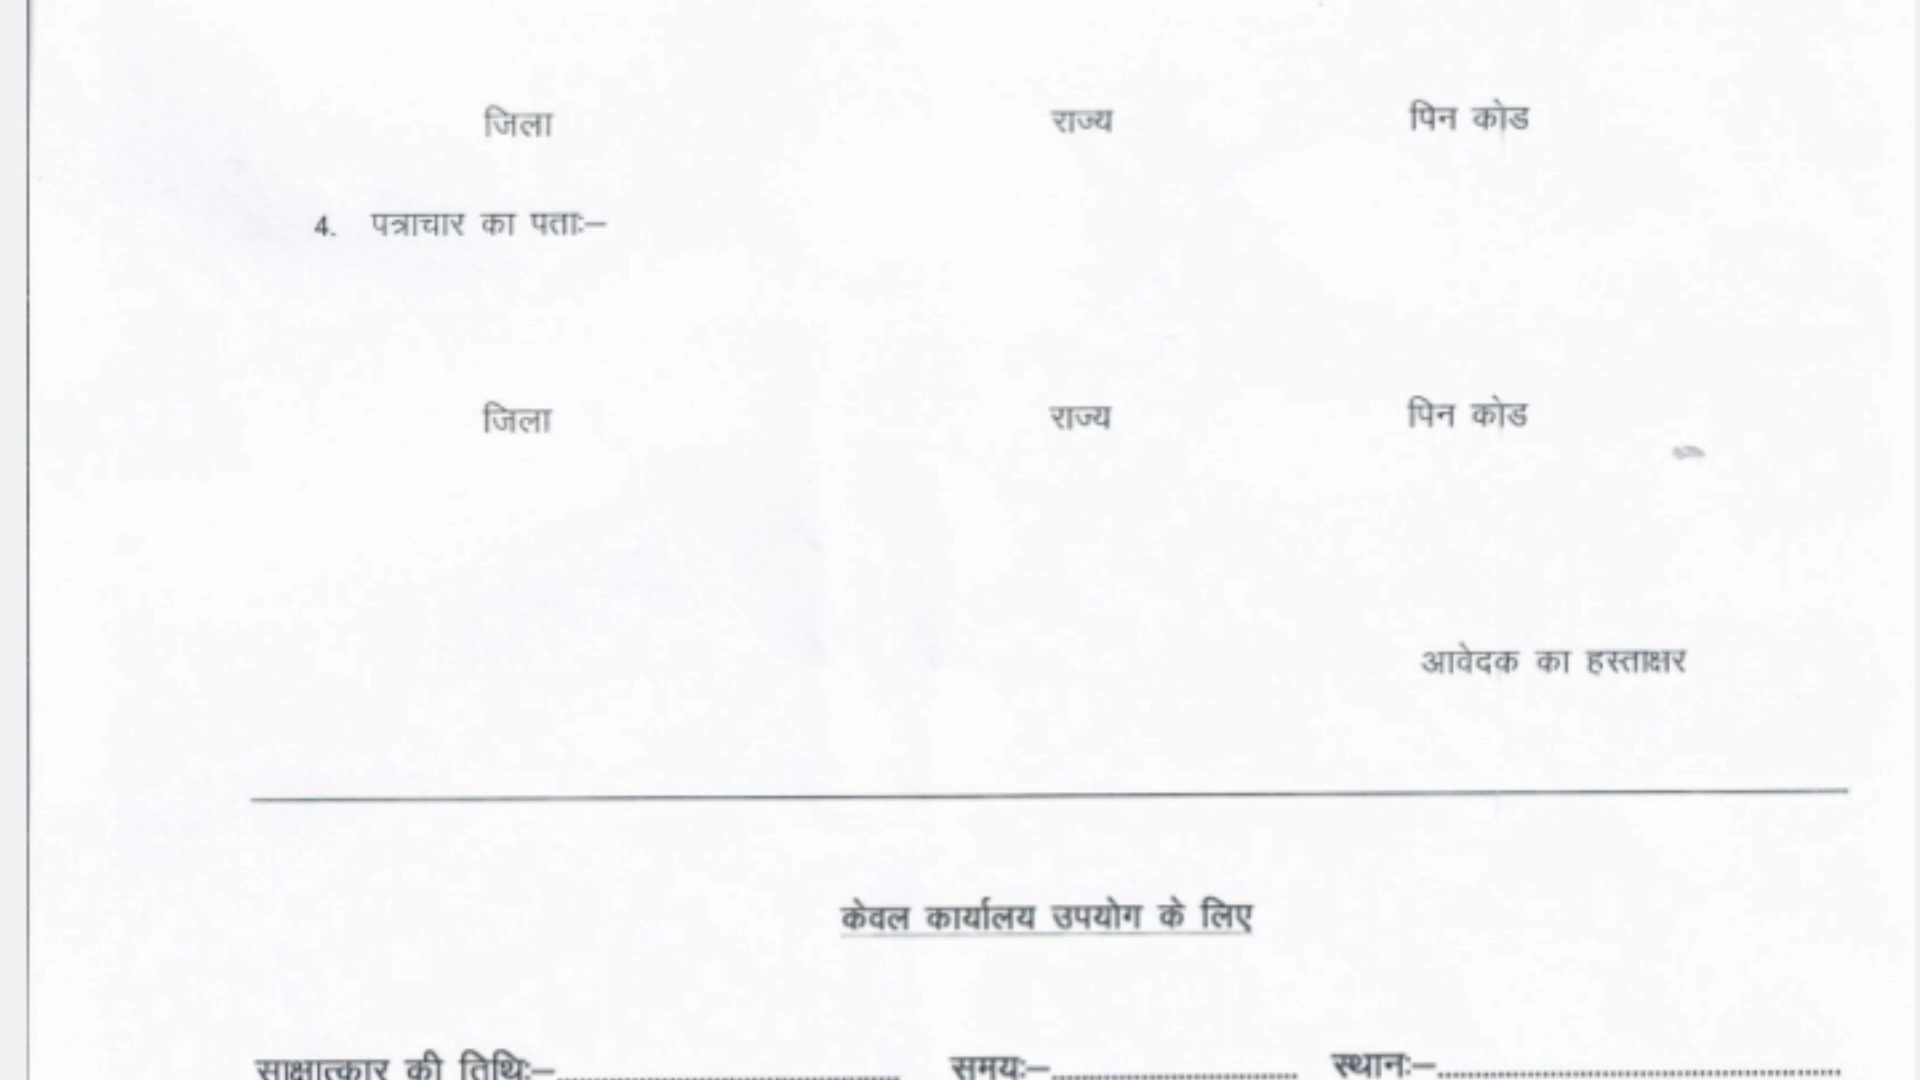 जिला राज्य पिन कोड
4. पत्राचार का पताः–
जिला राज्य पिन कोड
आवेदक का हस्ताक्षर
केवल कार्यालय उपयोग के लिए
साक्षात्कार की तिथिः–........................................ समयः–............................. स्थानः–................................................